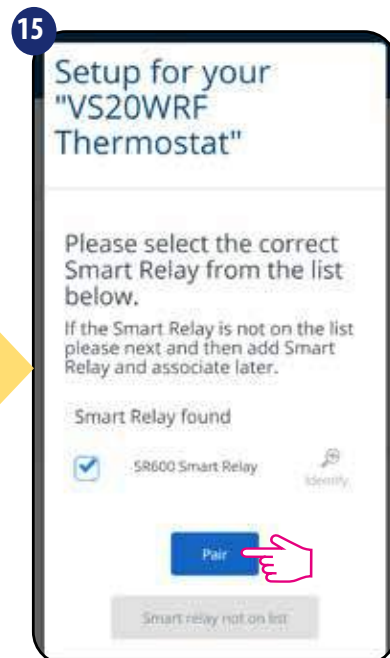 15
Setup for your
"VS20WRF
Thermostat"
Please select the correct
Smart Relay from the list
below.
If the Smart Relay is not on the list
please next and then add Smart
Relay and associate later.
Smart Relay found
SR600 Smart Relay
Identify
Pair
Smart relay not on list